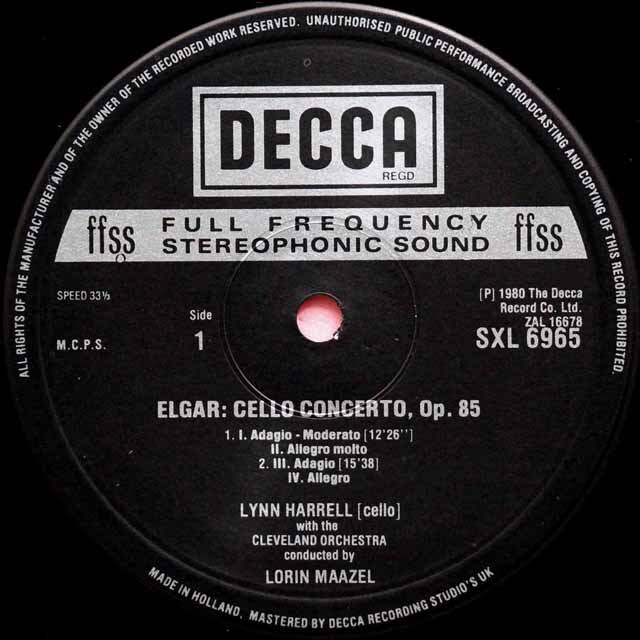 ALL RIGHTS OF THE MANUFACTURER AND OF THE OWNER OF THE RECORDED WORK RESERVED. UNAUTHORISED PUBLIC PERFORMANCE BROADCASTING AND COPYING OF THIS RECORD PROHIBITED.
DECCA
REGD
ffss FULL FREQUENCY ffss
STEREOPHONIC SOUND
SPEED 33⅓
[P] 1980 The Decca
Record Co. Ltd.
ZAL 16678
Side
1
M.C.P.S.
SXL 6965
ELGAR: CELLO CONCERTO, Op. 85
1. I. Adagio - Moderato [12'26'']
II. Allegro molto
2. III. Adagio [15'38]
IV. Allegro
LYNN HARRELL [cello]
with the
CLEVELAND ORCHESTRA
conducted by
LORIN MAAZEL
MADE IN HOLLAND, MASTERED BY DECCA RECORDING STUDIO'S UK